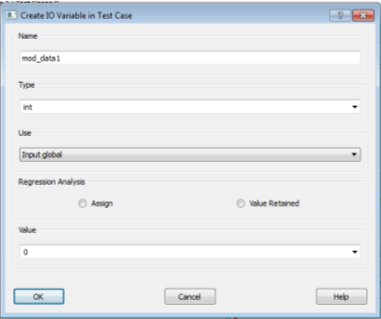 Create IO Variable in Test Case
Name
mod_data1
Type
int
Use
Input global
Regression Analysis
Assign
Value Retained
Value
0
OK
Cancel
Help